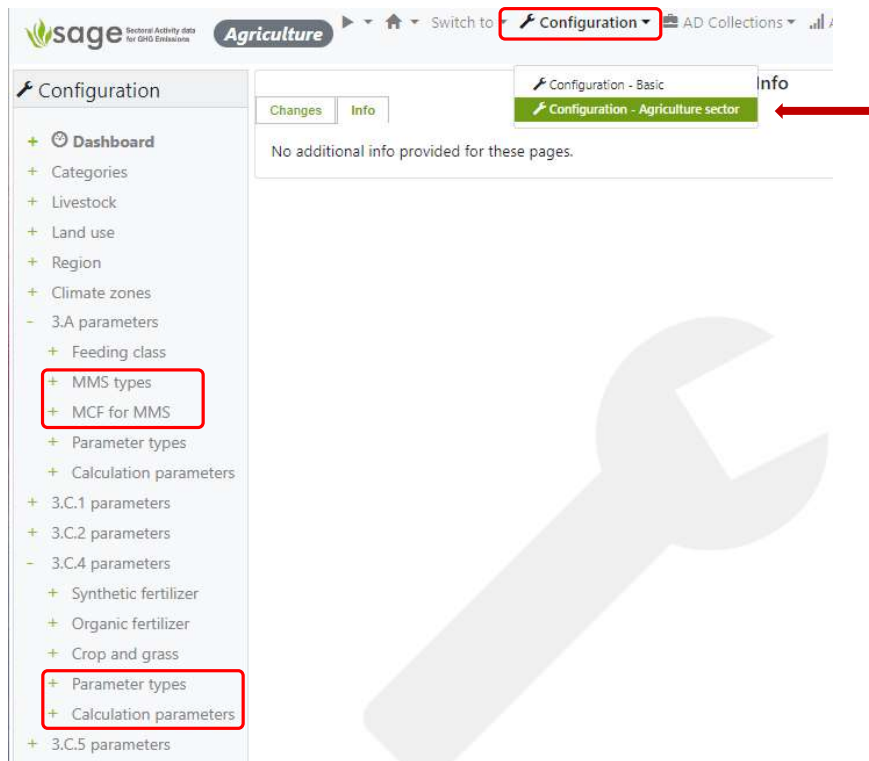 sage Sectoral Activity data for GHG Emissions Agriculture Switch to Configuration AD Collections
Configuration
Configuration - Basic
Info
Configuration - Agriculture sector
Changes Info
No additional info provided for these pages.
+ Dashboard
+ Categories
+ Livestock
+ Land use
+ Region
+ Climate zones
- 3.A parameters
+ Feeding class
+ MMS types
+ MCF for MMS
+ Parameter types
+ Calculation parameters
+ 3.C.1 parameters
+ 3.C.2 parameters
- 3.C.4 parameters
+ Synthetic fertilizer
+ Organic fertilizer
+ Crop and grass
+ Parameter types
+ Calculation parameters
+ 3.C.5 parameters